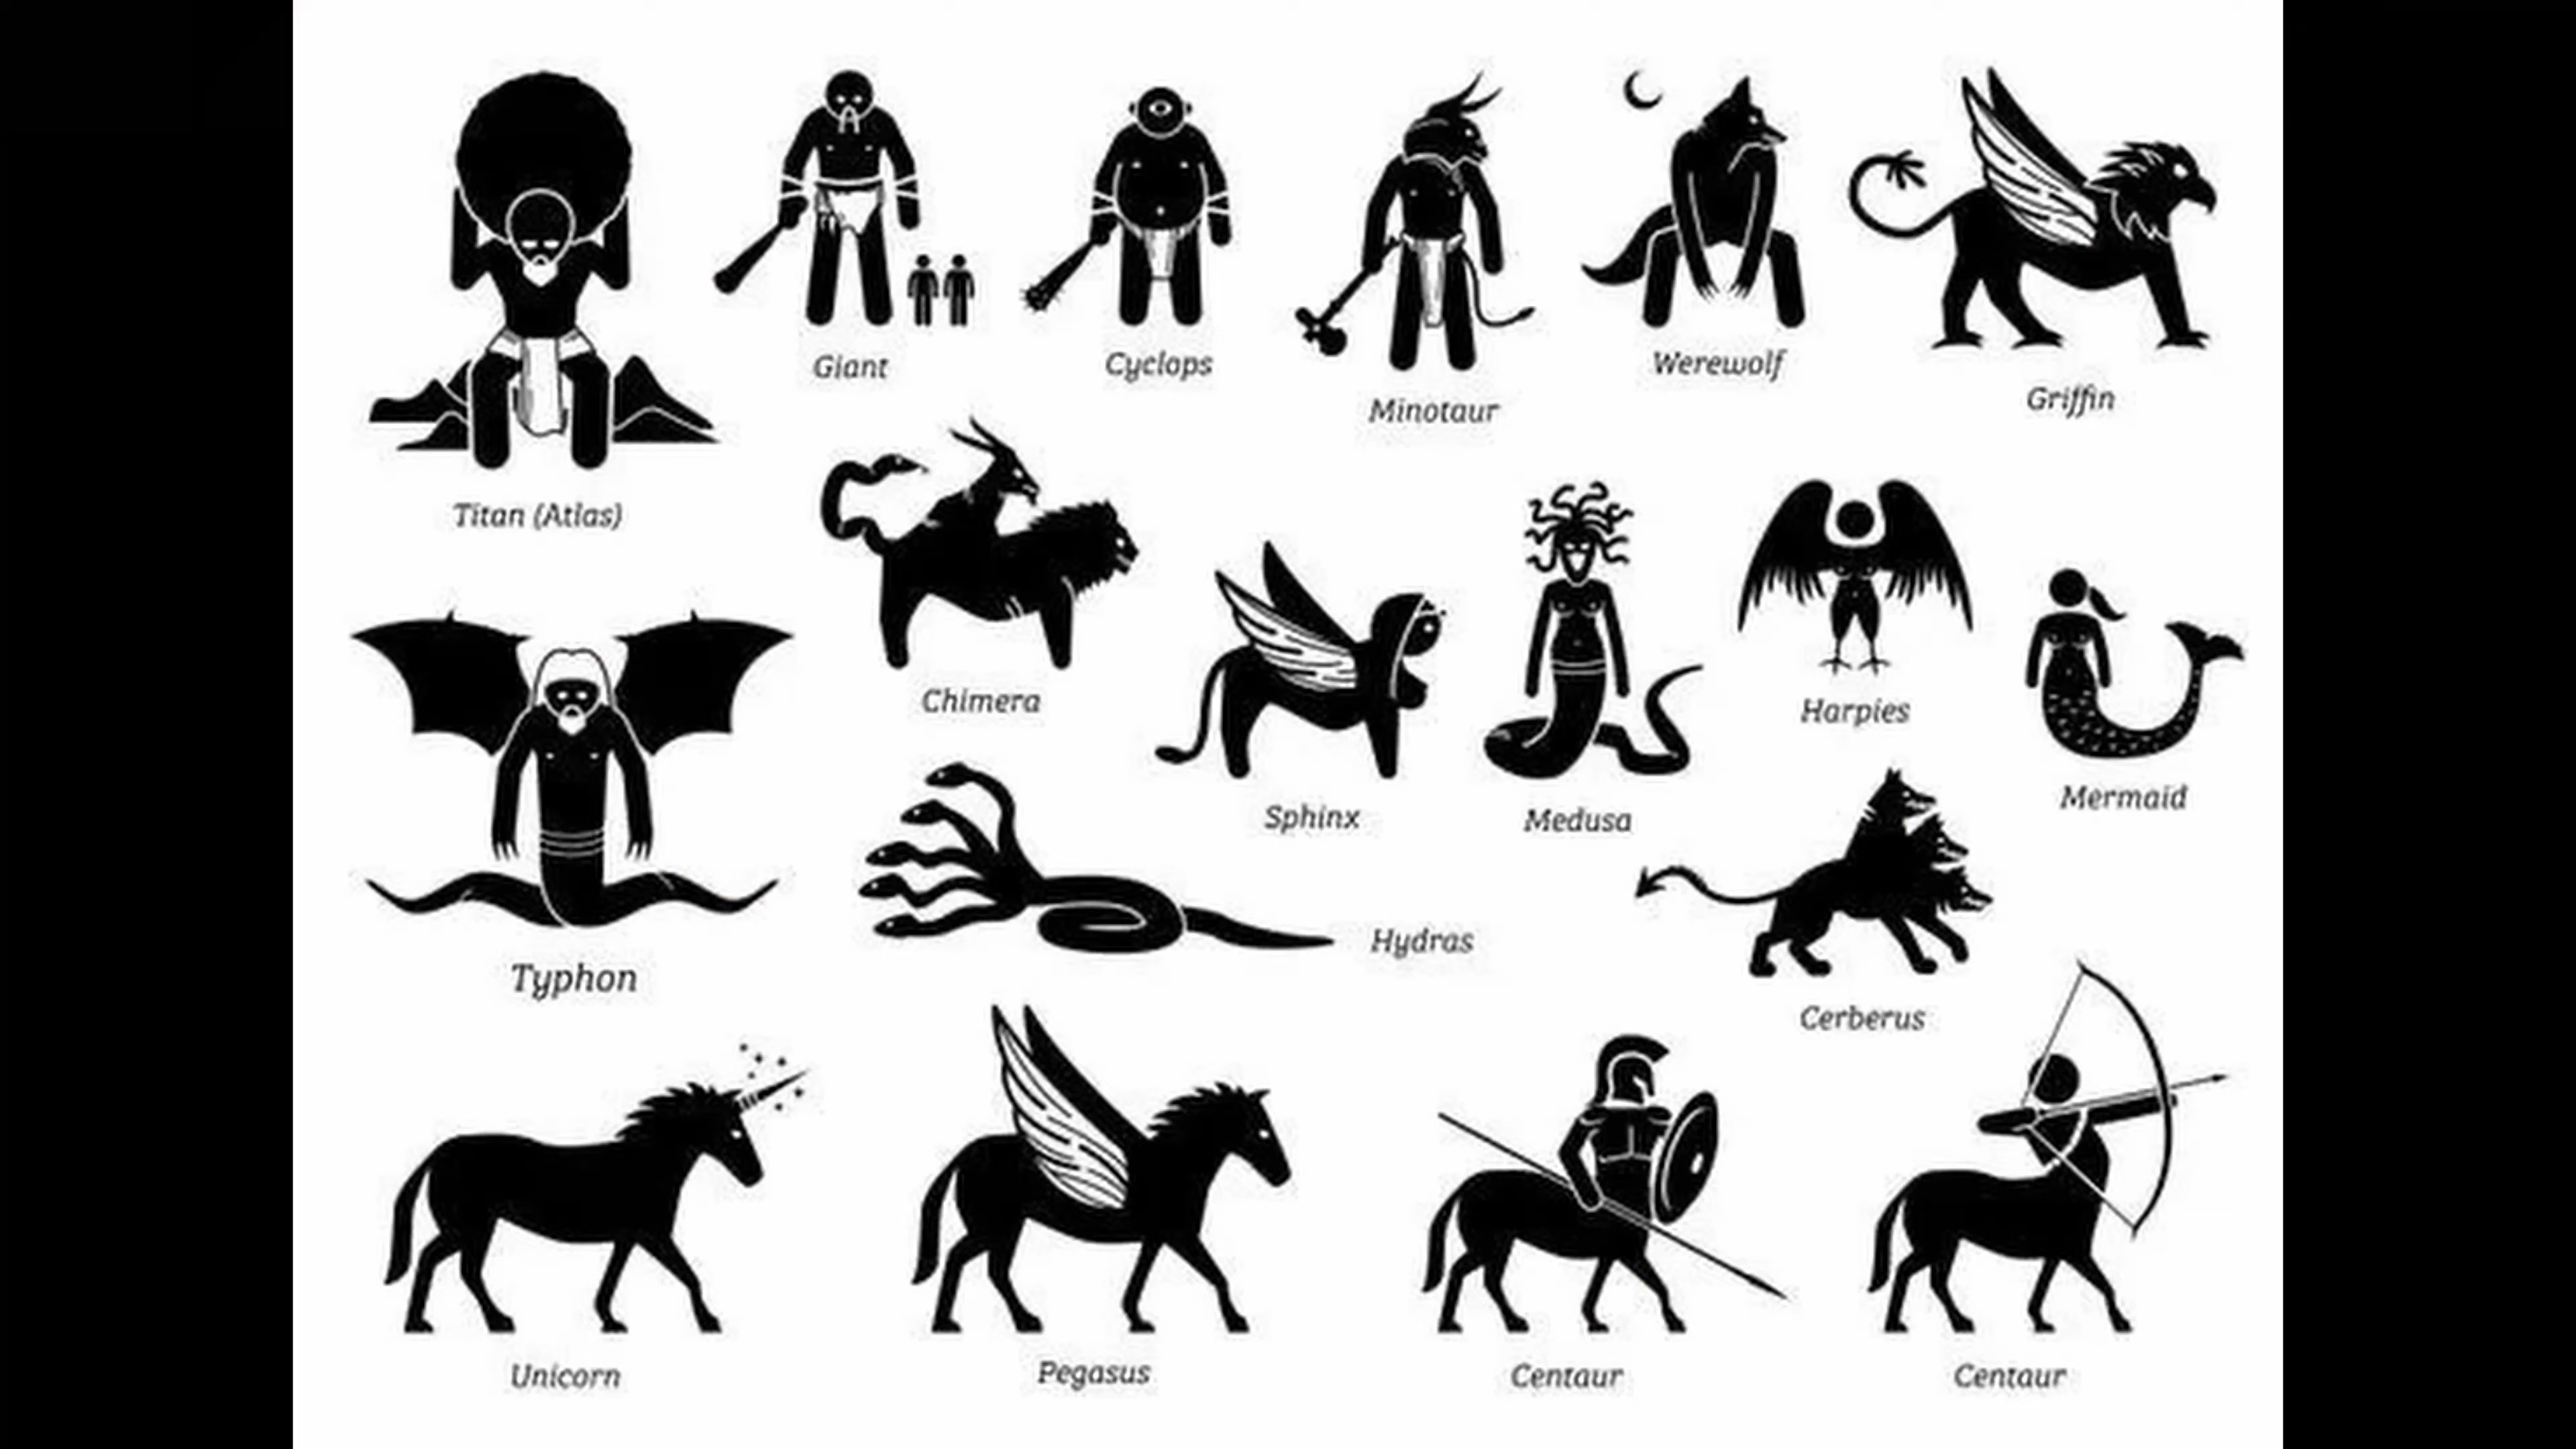 Giant
Cyclops
Minotaur
Werewolf
Griffin
Titan (Atlas)
Chimera
Sphinx
Medusa
Harpies
Mermaid
Typhon
Hydras
Cerberus
Unicorn
Pegasus
Centaur
Centaur